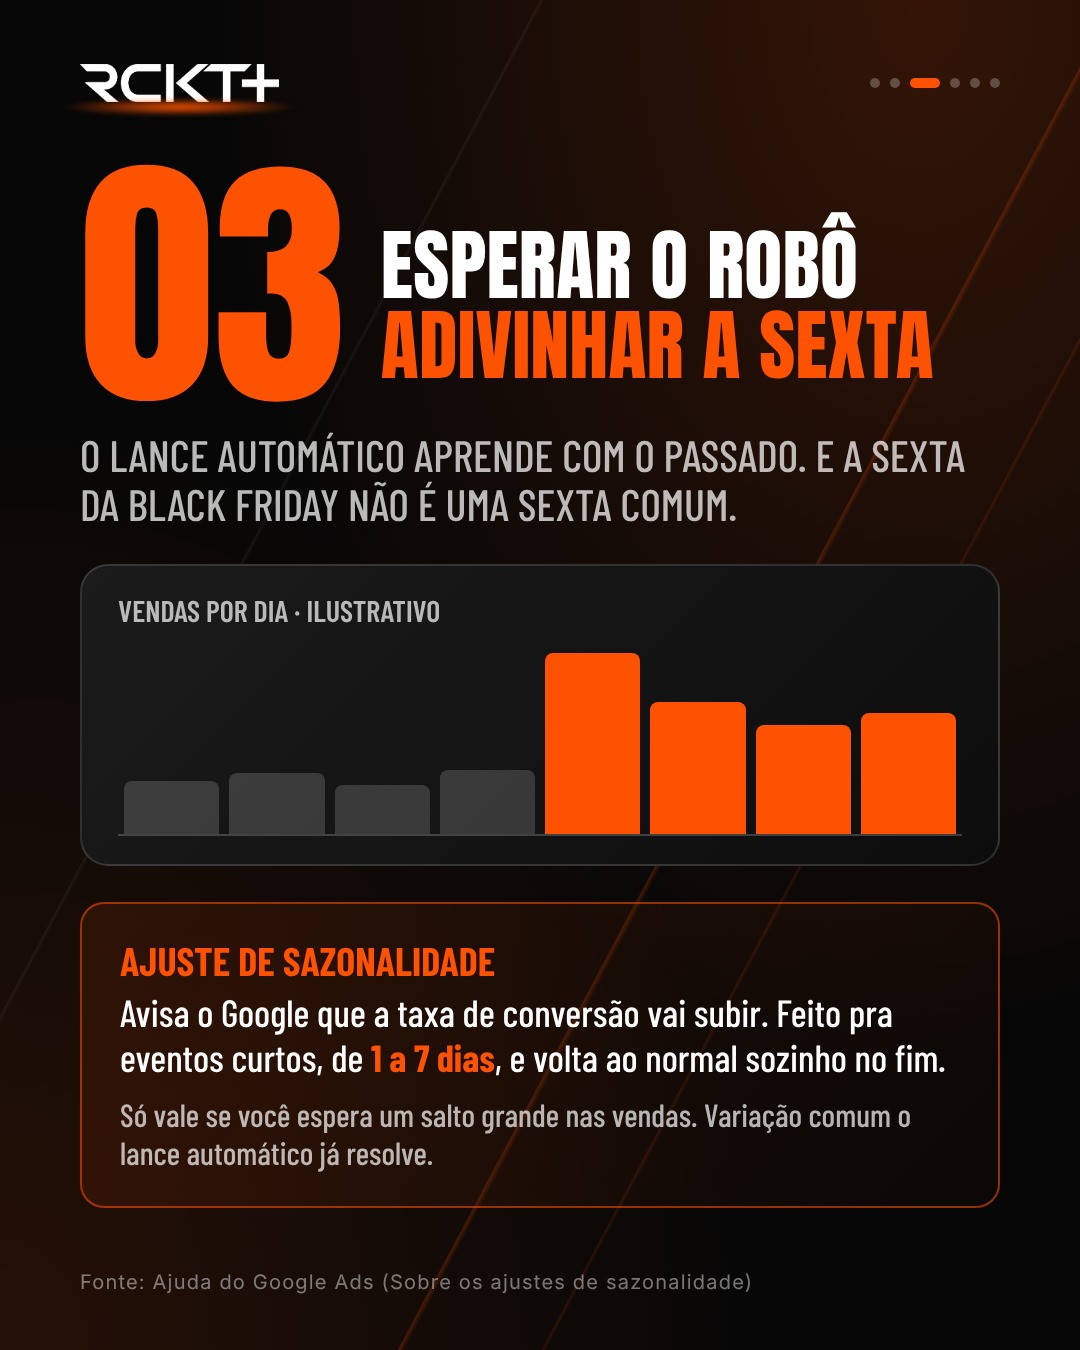 RCKT+
03
ESPERAR O ROBÔ
ADIVINHAR A SEXTA
O LANCE AUTOMÁTICO APRENDE COM O PASSADO. E A SEXTA
DA BLACK FRIDAY NÃO É UMA SEXTA COMUM.
VENDAS POR DIA · ILUSTRATIVO
AJUSTE DE SAZONALIDADE
Avisa o Google que a taxa de conversão vai subir. Feito pra
eventos curtos, de 1 a 7 dias, e volta ao normal sozinho no fim.
Só vale se você espera um salto grande nas vendas. Variação comum o
lance automático já resolve.
Fonte: Ajuda do Google Ads (Sobre os ajustes de sazonalidade)